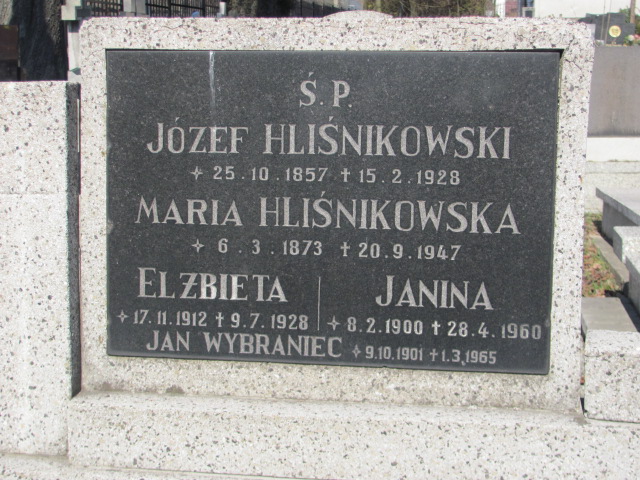 Ś.P.
JÓZEF HLIŚNIKOWSKI
✧ 25.10.1857 ✝ 15.2.1928
MARIA HLIŚNIKOWSKA
✧ 6.3.1873 ✝ 20.9.1947
ELŻBIETA JANINA
✧ 17.11.1912 ✝ 9.7.1928 ✧ 8.2.1900 ✝ 28.4.1960
JAN WYBRANIEC ✧ 9.10.1901 ✝ 1.3.1965